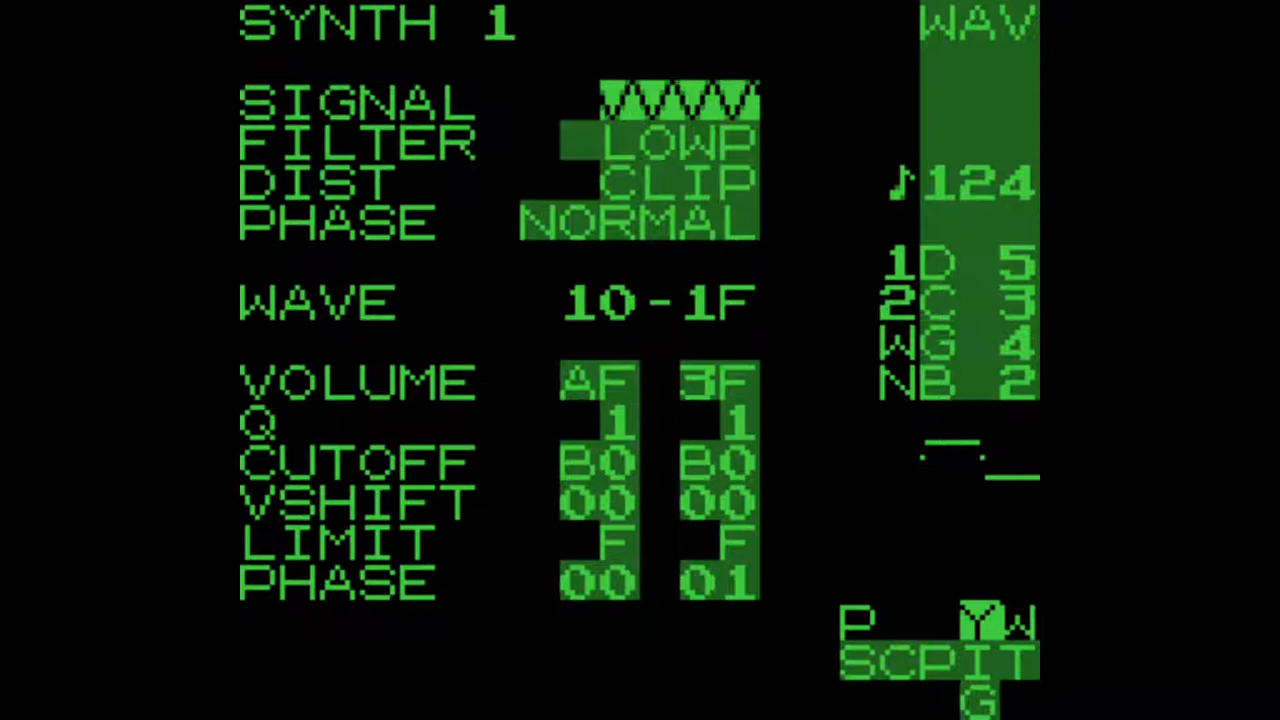 SYNTH 1 WAV
SIGNAL
FILTER LOWP
DIST CLIP ♪124
PHASE NORMAL
1D 5
WAVE 10-1F 2C 3
WG 4
VOLUME AF 3F NB 2
Q 1 1
CUTOFF B0 B0
VSHIFT 00 00
LIMIT F F
PHASE 00 01
P YW
SCPIT
G